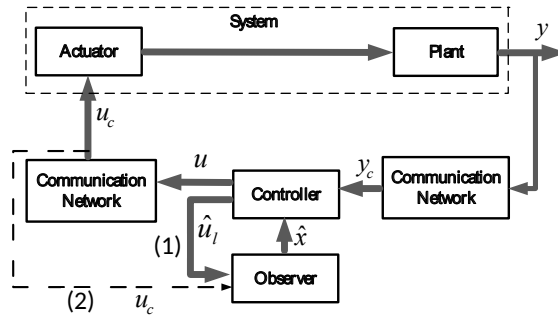 System
y
Actuator
Plant
u_c
u
y_c
Communication
Network
Controller
Communication
Network
(1)
û_l
x̂
Observer
(2)
u_c